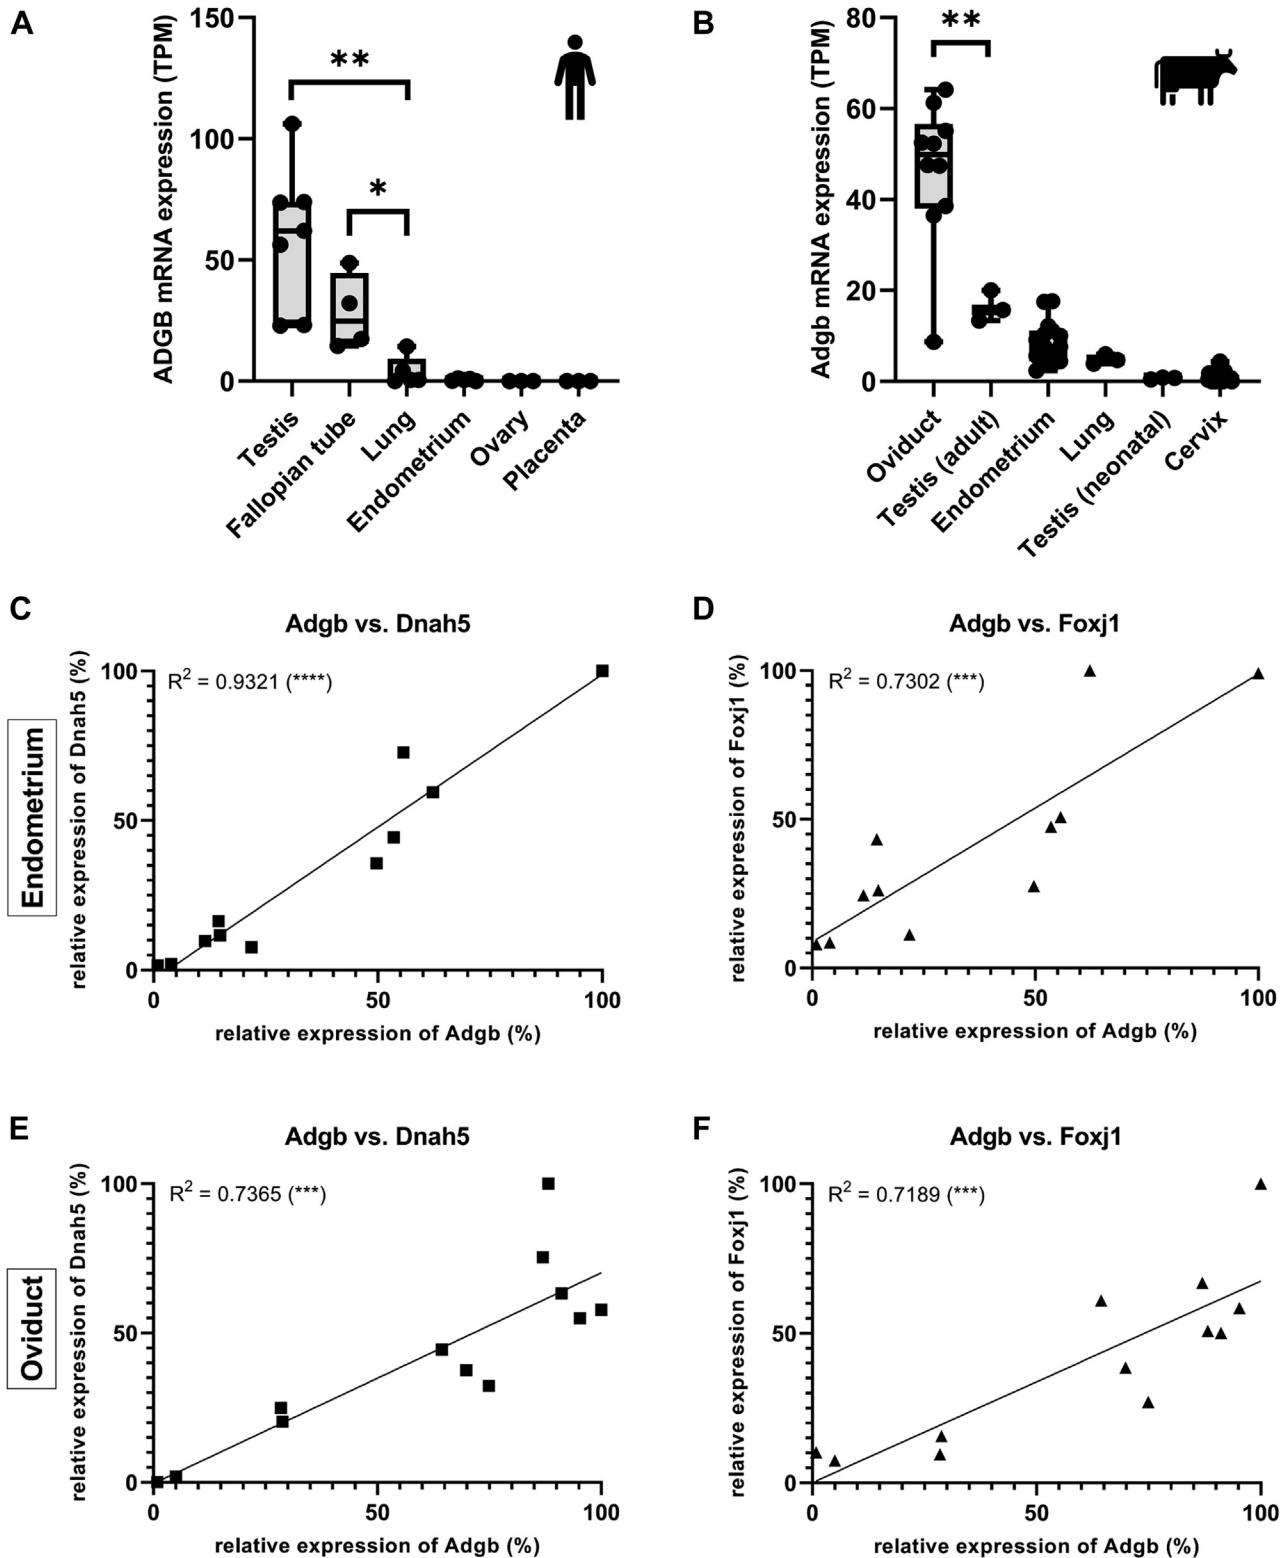 A
ADGB mRNA expression (TPM)
150
100
50
0
**
*
Testis
Fallopian tube
Lung
Endometrium
Ovary
Placenta
B
Adgb mRNA expression (TPM)
80
60
40
20
0
**
Oviduct
Testis (adult)
Endometrium
Lung
Testis (neonatal)
Cervix
Endometrium
C
Adgb vs. Dnah5
relative expression of Dnah5 (%)
R² = 0.9321 (****)
100
50
0
0 50 100
relative expression of Adgb (%)
D
Adgb vs. Foxj1
relative expression of Foxj1 (%)
R² = 0.7302 (***)
100
50
0
0 50 100
relative expression of Adgb (%)
Oviduct
E
Adgb vs. Dnah5
relative expression of Dnah5 (%)
R² = 0.7365 (***)
100
50
0
0 50 100
relative expression of Adgb (%)
F
Adgb vs. Foxj1
relative expression of Foxj1 (%)
R² = 0.7189 (***)
100
50
0
0 50 100
relative expression of Adgb (%)